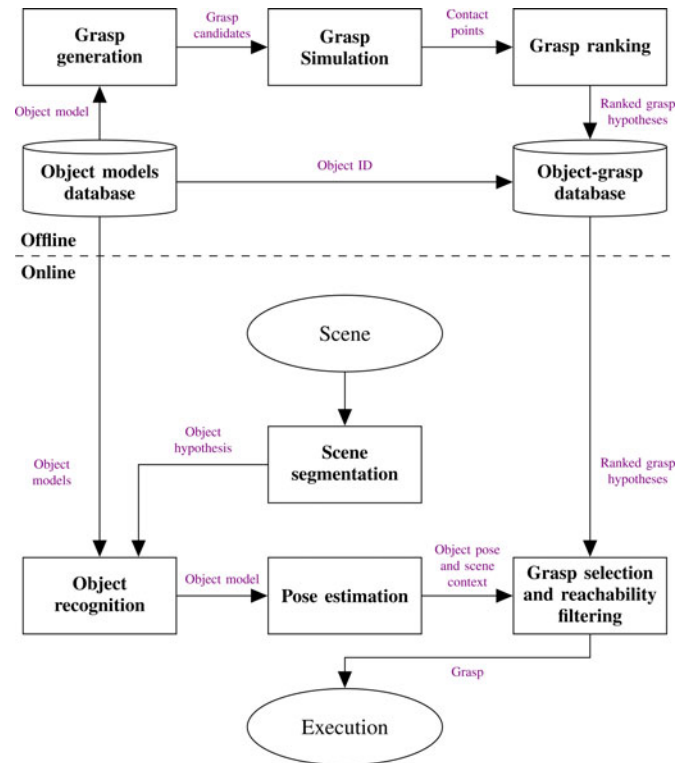 Grasp
generation
Grasp
candidates
Grasp
Simulation
Contact
points
Grasp ranking
Object model
Ranked grasp
hypotheses
Object models
database
Object ID
Object-grasp
database
Offline
Online
Scene
Object
hypothesis
Scene
segmentation
Object
models
Ranked grasp
hypotheses
Object
recognition
Object model
Pose estimation
Object pose
and scene
context
Grasp selection
and reachability
filtering
Grasp
Execution